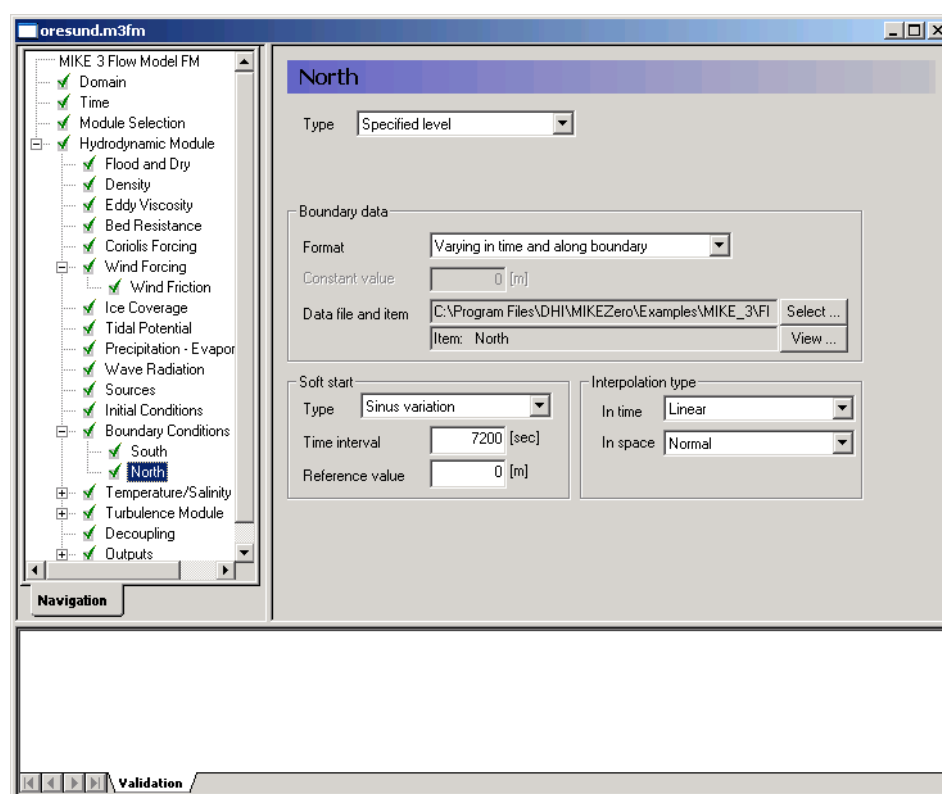 oresund.m3fm
MIKE 3 Flow Model FM
Domain
Time
Module Selection
Hydrodynamic Module
Flood and Dry
Density
Eddy Viscosity
Bed Resistance
Coriolis Forcing
Wind Forcing
Wind Friction
Ice Coverage
Tidal Potential
Precipitation - Evapor
Wave Radiation
Sources
Initial Conditions
Boundary Conditions
South
North
Temperature/Salinity
Turbulence Module
Decoupling
Outputs
Navigation
North
Type Specified level
Boundary data
Format Varying in time and along boundary
Constant value 0 [m]
Data file and item C:\Program Files\DHI\MIKEZero\Examples\MIKE_3\Fl Select ...
Item: North View ...
Soft start
Type Sinus variation
Time interval 7200 [sec]
Reference value 0 [m]
Interpolation type
In time Linear
In space Normal
Validation